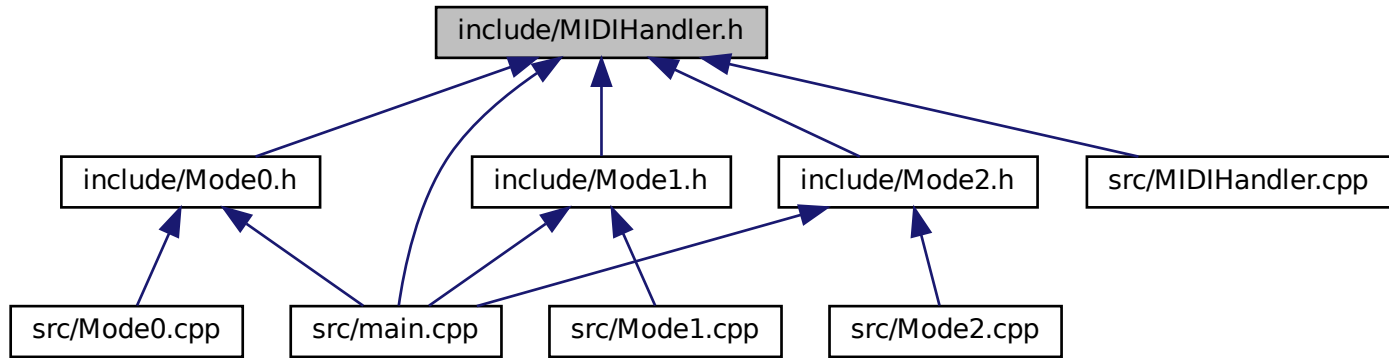 include/MIDIHandler.h
include/Mode0.h
include/Mode1.h
include/Mode2.h
src/MIDIHandler.cpp
src/Mode0.cpp
src/main.cpp
src/Mode1.cpp
src/Mode2.cpp